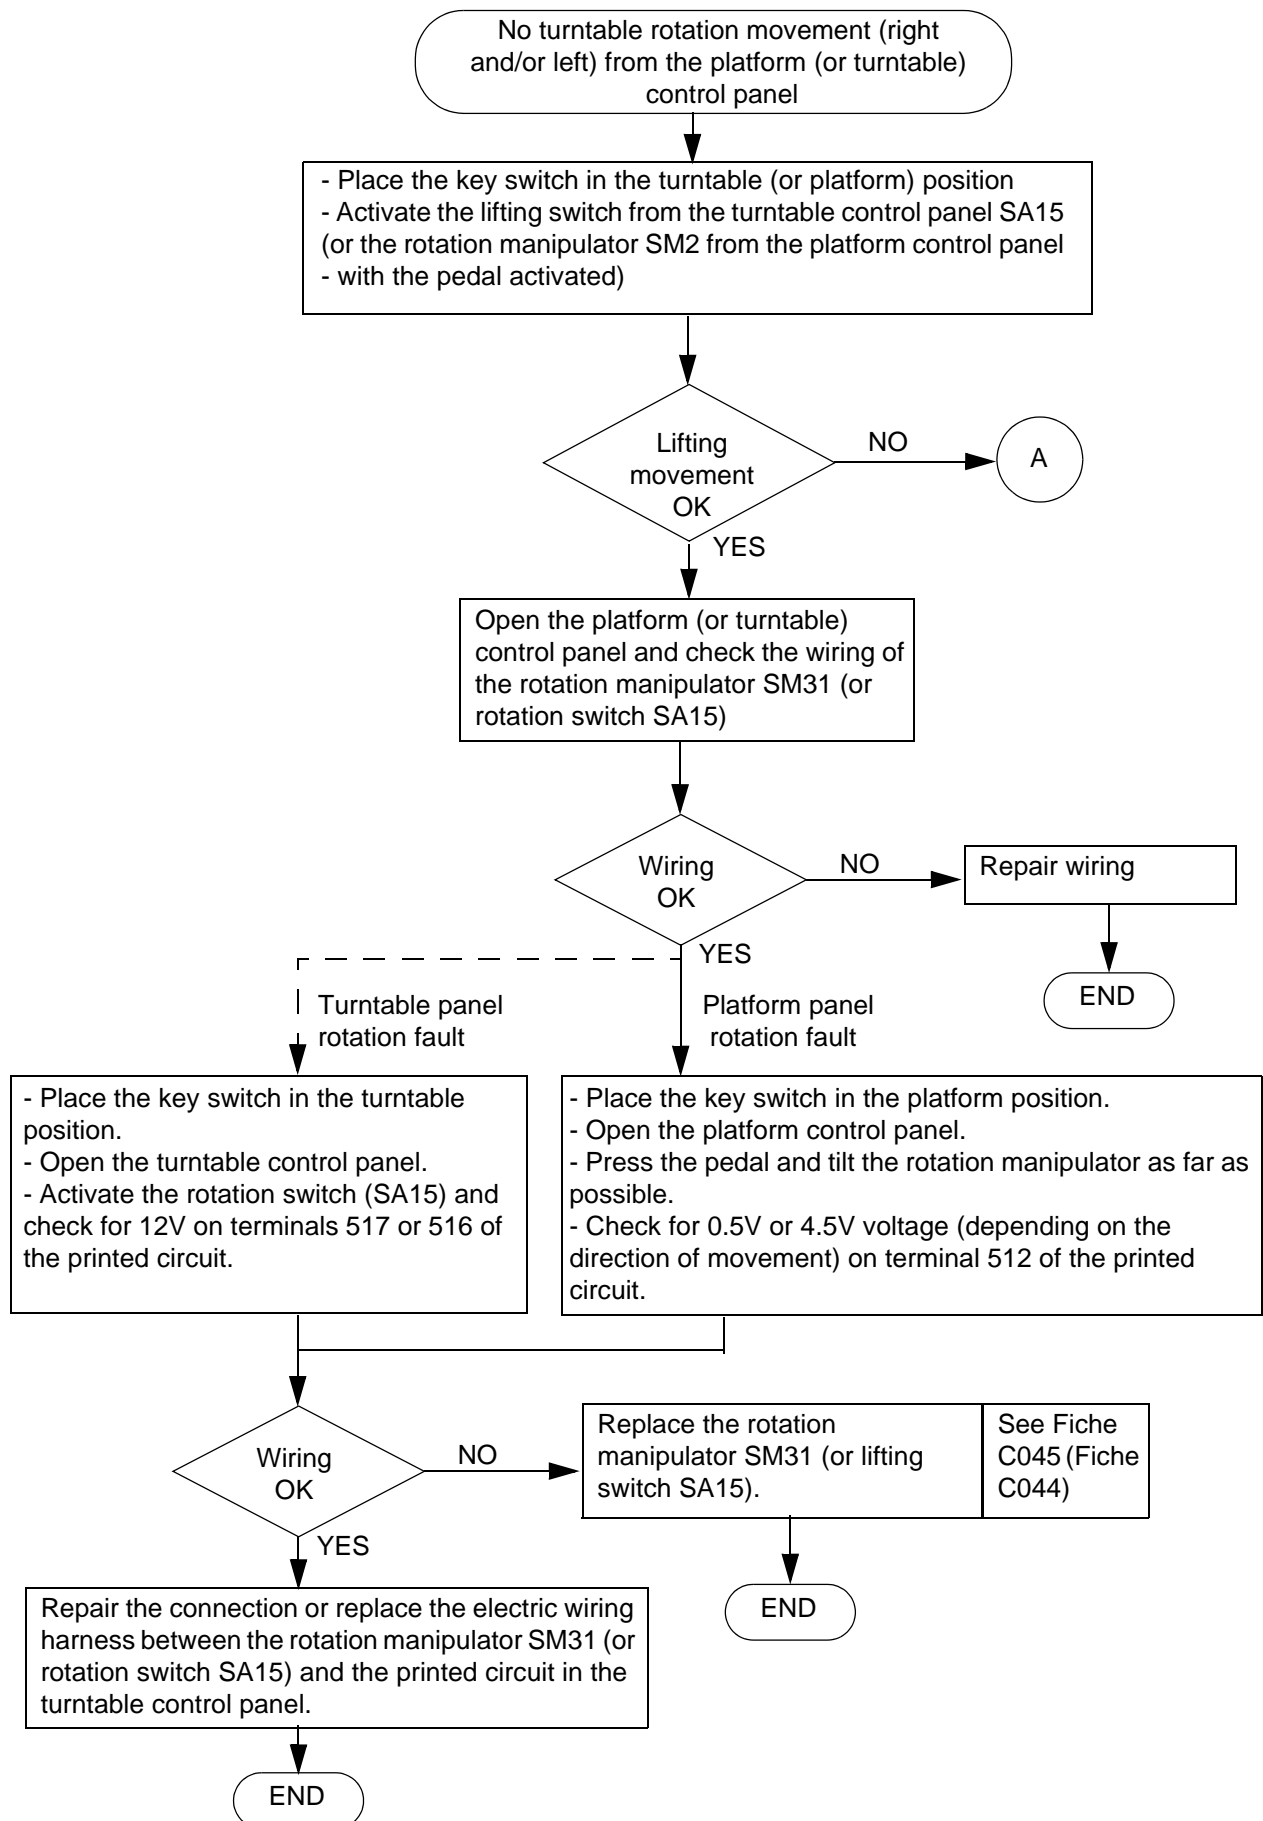 No turntable rotation movement (right
and/or left) from the platform (or turntable)
control panel
- Place the key switch in the turntable (or platform) position
- Activate the lifting switch from the turntable control panel SA15
(or the rotation manipulator SM2 from the platform control panel
- with the pedal activated)
Lifting
movement
OK
NO
A
YES
Open the platform (or turntable)
control panel and check the wiring of
the rotation manipulator SM31 (or
rotation switch SA15)
Wiring
OK
NO
Repair wiring
YES
END
Turntable panel
rotation fault
Platform panel
rotation fault
- Place the key switch in the turntable
position.
- Open the turntable control panel.
- Activate the rotation switch (SA15) and
check for 12V on terminals 517 or 516 of
the printed circuit.
- Place the key switch in the platform position.
- Open the platform control panel.
- Press the pedal and tilt the rotation manipulator as far as
possible.
- Check for 0.5V or 4.5V voltage (depending on the
direction of movement) on terminal 512 of the printed
circuit.
Wiring
OK
NO
Replace the rotation
manipulator SM31 (or lifting
switch SA15).
See Fiche
C045 (Fiche
C044)
YES
END
Repair the connection or replace the electric wiring
harness between the rotation manipulator SM31 (or
rotation switch SA15) and the printed circuit in the
turntable control panel.
END